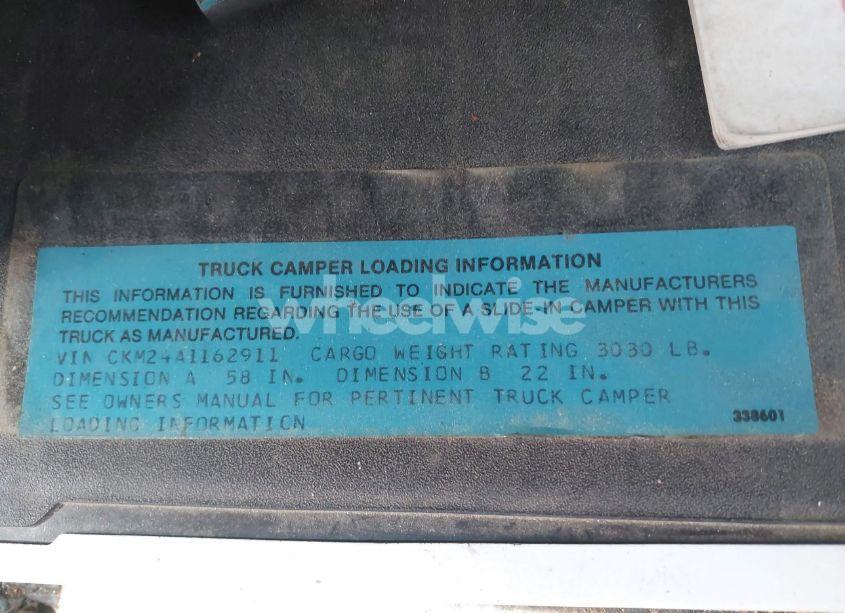 TRUCK CAMPER LOADING INFORMATION
THIS INFORMATION IS FURNISHED TO INDICATE THE MANUFACTURERS
RECOMMENDATION REGARDING THE USE OF A SLIDE-IN CAMPER WITH THIS
TRUCK AS MANUFACTURED.
VIN CKM24A1162911 CARGO WEIGHT RATING 3030 LB.
DIMENSION A 58 IN. DIMENSION B 22 IN.
SEE OWNERS MANUAL FOR PERTINENT TRUCK CAMPER
LOADING INFORMATION
338601
wheelwise